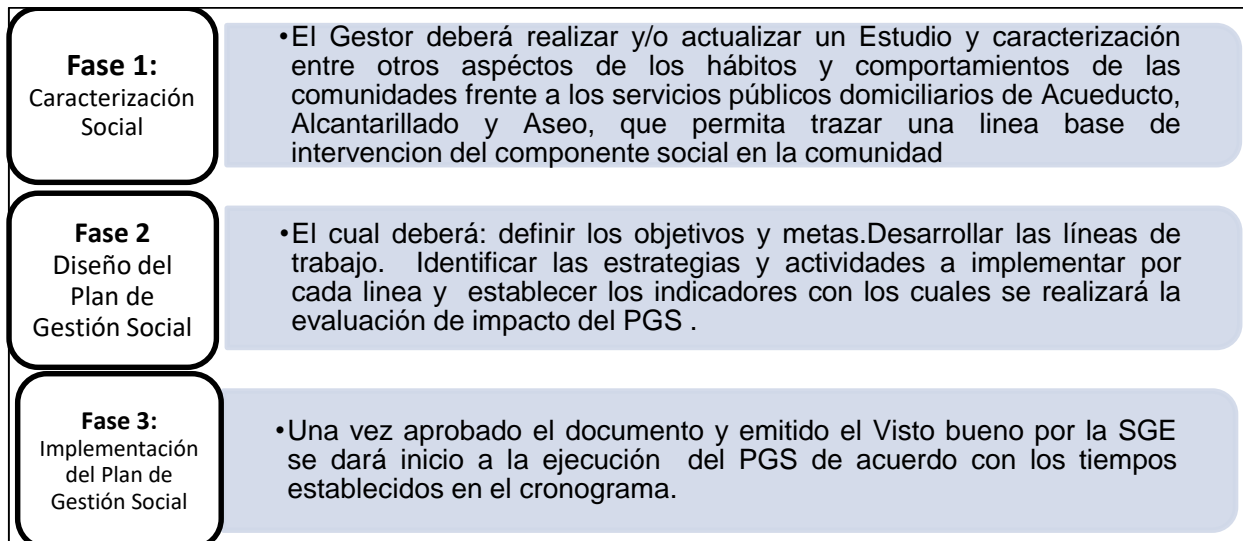 Fase 1:
Caracterización
Social
•El Gestor deberá realizar y/o actualizar un Estudio y caracterización
entre otros aspéctos de los hábitos y comportamientos de las
comunidades frente a los servicios públicos domiciliarios de Acueducto,
Alcantarillado y Aseo, que permita trazar una linea base de
intervencion del componente social en la comunidad
Fase 2
Diseño del
Plan de
Gestión Social
•El cual deberá: definir los objetivos y metas.Desarrollar las líneas de
trabajo. Identificar las estrategias y actividades a implementar por
cada linea y establecer los indicadores con los cuales se realizará la
evaluación de impacto del PGS .
Fase 3:
Implementación
del Plan de
Gestión Social
•Una vez aprobado el documento y emitido el Visto bueno por la SGE
se dará inicio a la ejecución del PGS de acuerdo con los tiempos
establecidos en el cronograma.